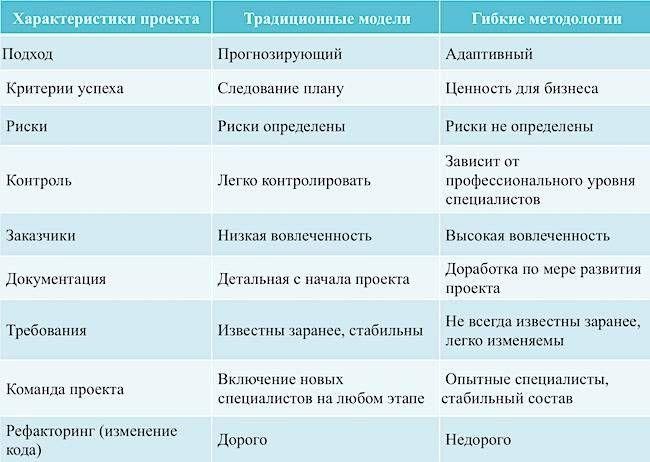 Характеристики проекта Традиционные модели Гибкие методологии
Подход Прогнозирующий Адаптивный
Критерии успеха Следование плану Ценность для бизнеса
Риски Риски определены Риски не определены
Контроль Легко контролировать Зависит от
профессионального уровня
специалистов
Заказчики Низкая вовлеченность Высокая вовлеченность
Документация Детальная с начала проекта Доработка по мере развития
проекта
Требования Известны заранее, стабильны Не всегда известны заранее,
легко изменяемы
Команда проекта Включение новых
специалистов на любом этапе Опытные специалисты,
стабильный состав
Рефакторинг (изменение
кода) Дорого Недорого